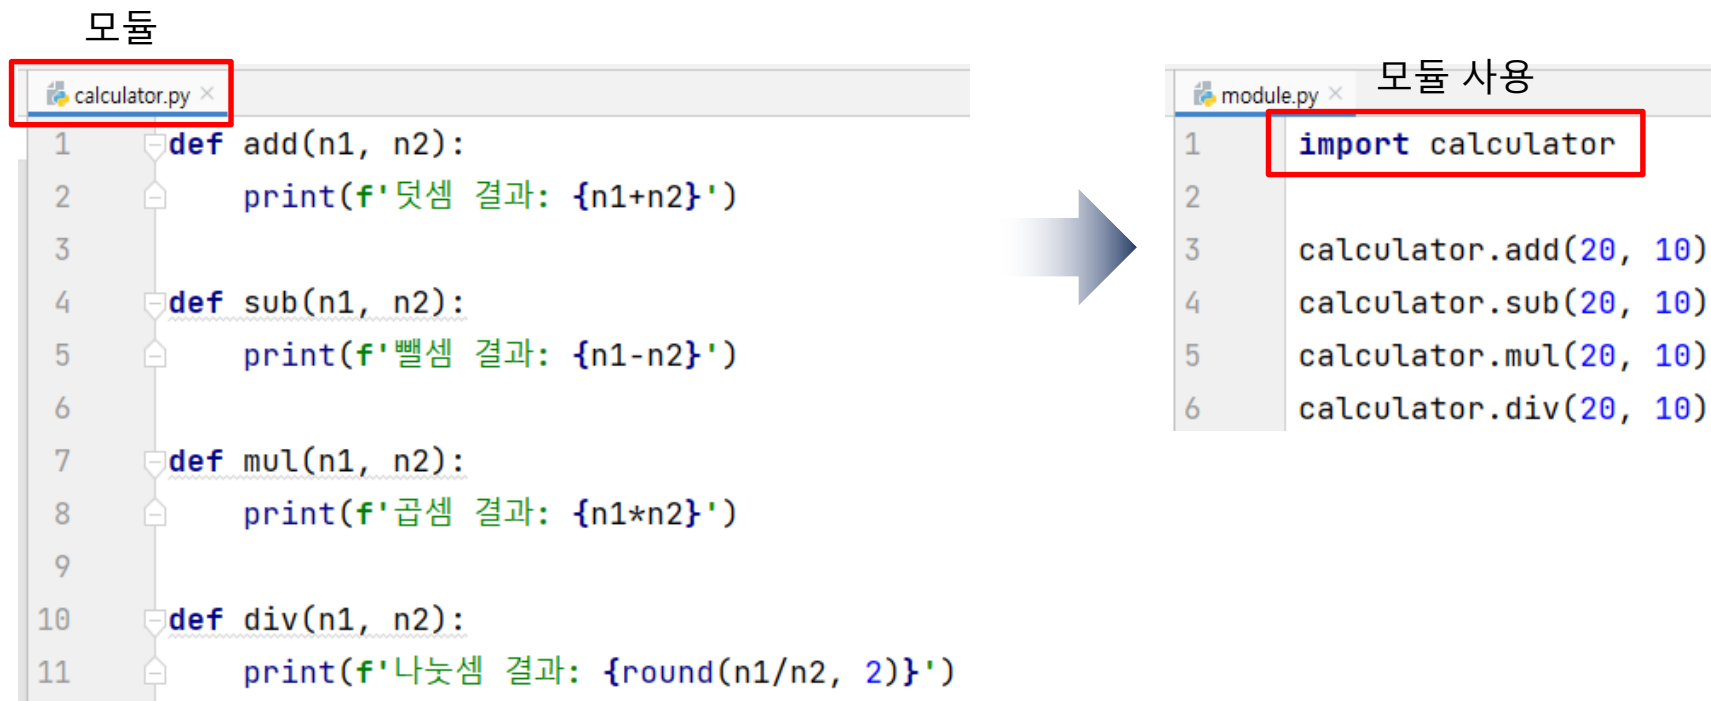 모듈
calculator.py
1 def add(n1, n2):
2     print(f'덧셈 결과: {n1+n2}')
3
4 def sub(n1, n2):
5     print(f'뺄셈 결과: {n1-n2}')
6
7 def mul(n1, n2):
8     print(f'곱셈 결과: {n1*n2}')
9
10 def div(n1, n2):
11     print(f'나눗셈 결과: {round(n1/n2, 2)}')
모듈 사용
module.py
1 import calculator
2
3 calculator.add(20, 10)
4 calculator.sub(20, 10)
5 calculator.mul(20, 10)
6 calculator.div(20, 10)